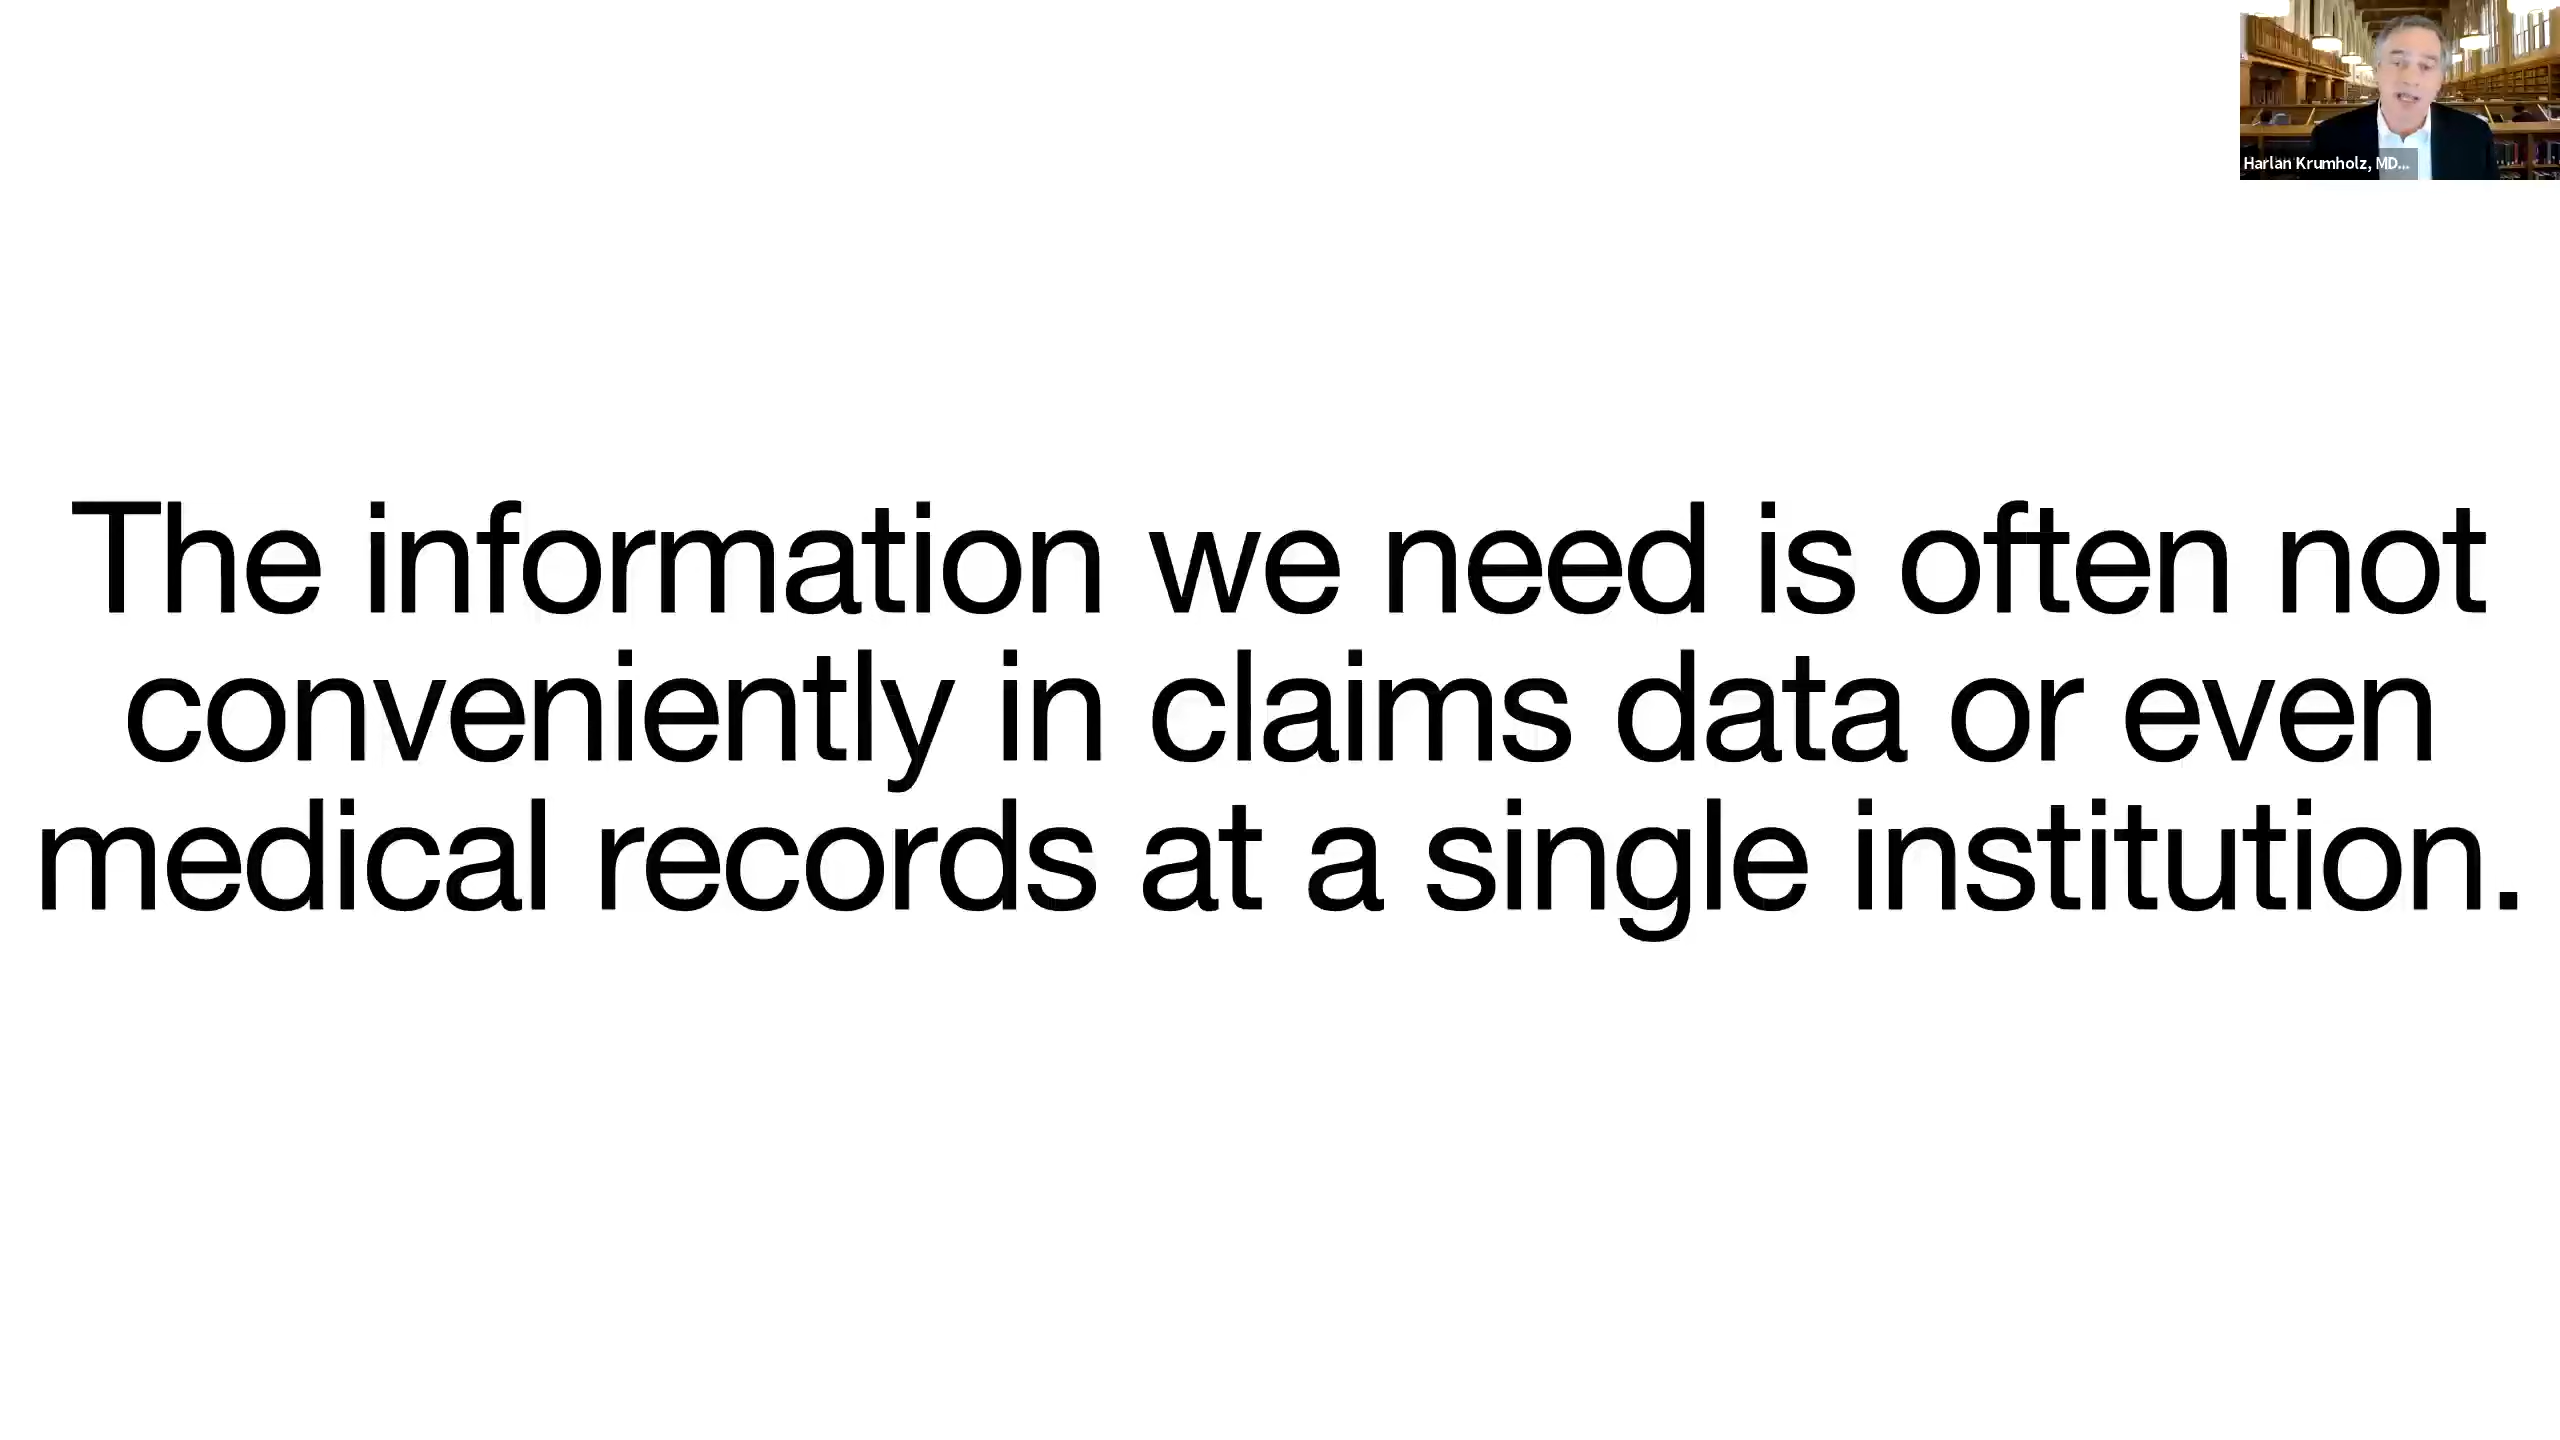 Harlan Krumholz, MD...
The information we need is often not
conveniently in claims data or even
medical records at a single institution.